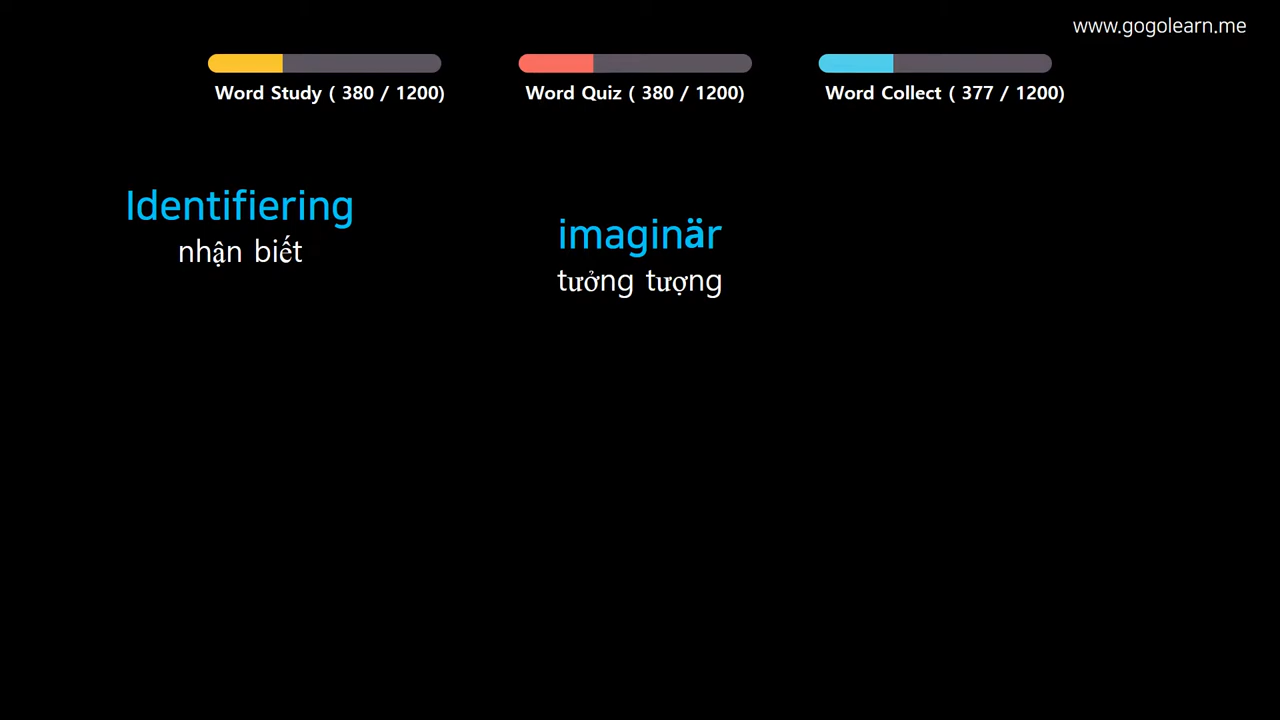 www.gogolearn.me
Word Study ( 380 / 1200)
Word Quiz ( 380 / 1200)
Word Collect ( 377 / 1200)
Identifiering
nhận biết
imaginär
tưởng tượng